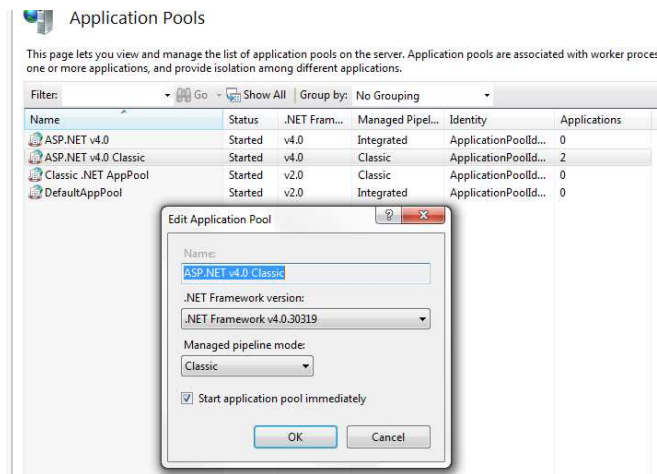 Application Pools
This page lets you view and manage the list of application pools on the server. Application pools are associated with worker proces
one or more applications, and provide isolation among different applications.
Filter: Go Show All Group by: No Grouping
Name Status .NET Fram... Managed Pipel... Identity Applications
ASP.NET v4.0 Started v4.0 Integrated ApplicationPoolId... 0
ASP.NET v4.0 Classic Started v4.0 Classic ApplicationPoolId... 2
Classic .NET AppPool Started v2.0 Classic ApplicationPoolId... 0
DefaultAppPool Started v2.0 Integrated ApplicationPoolId... 0
Edit Application Pool ? X
Name:
ASP.NET v4.0 Classic
.NET Framework version:
.NET Framework v4.0.30319
Managed pipeline mode:
Classic
Start application pool immediately
OK Cancel